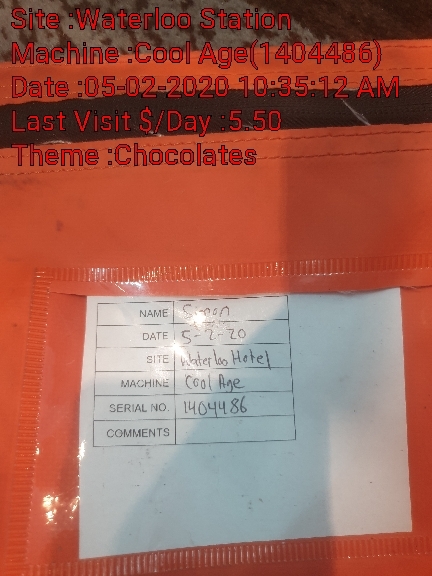 Site :Waterloo Station
Machine :Cool Age(1404486)
Date :05-02-2020 10:35:12 AM
Last Visit $/Day :5.50
Theme :Chocolates
NAME Simon
DATE 5-2-20
SITE Waterloo Hotel
MACHINE Cool Age
SERIAL NO. 1404486
COMMENTS